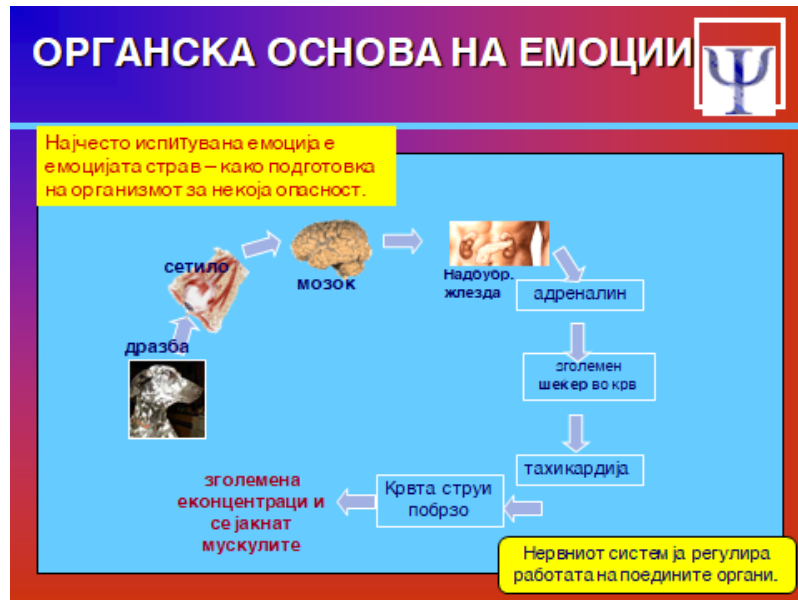 ОРГАНСКА ОСНОВА НА ЕМОЦИИ
Ψ
Најчесто испитувана емоција е
емоцијата страв – како подготовка
на организмот за некоја опасност.
сетило
мозок
Надбубр.
жлезда
адреналин
дразба
зголемен
шекер во крв
тахикардија
Крвта струи
побрзо
зголемена
еконцентраци и
се јакнат
мускулите
Нервниот систем ја регулира
работата на поедините органи.